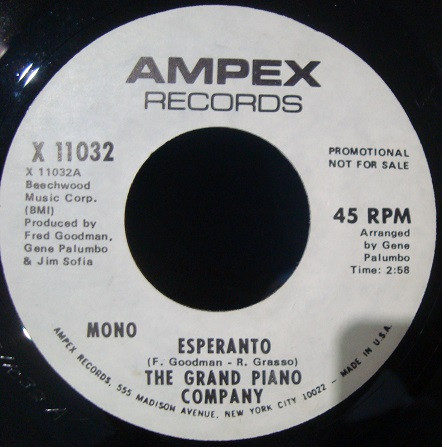 AMPEX
RECORDS
X 11032
X 11032A
Beechwood
Music Corp.
(BMI)
Produced by
Fred Goodman,
Gene Palumbo
& Jim Sofia
PROMOTIONAL
NOT FOR SALE
45 RPM
Arranged
by Gene
Palumbo
Time: 2:58
MONO
ESPERANTO
(F. Goodman - R. Grasso)
THE GRAND PIANO
COMPANY
AMPEX RECORDS, 555 MADISON AVENUE, NEW YORK CITY 10022 - MADE IN U.S.A.